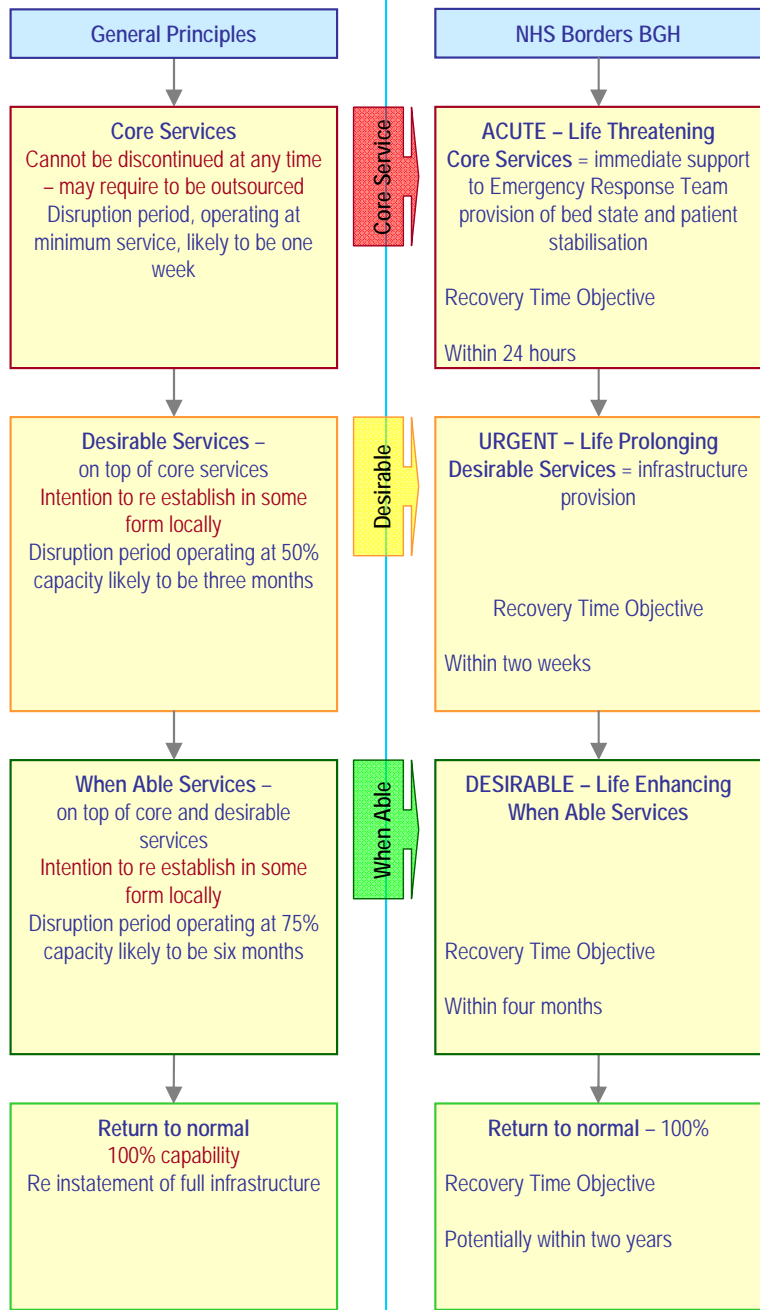 General Principles
NHS Borders BGH
Core Services
Cannot be discontinued at any time
– may require to be outsourced
Disruption period, operating at
minimum service, likely to be one
week
Core Service
ACUTE – Life Threatening
Core Services = immediate support
to Emergency Response Team
provision of bed state and patient
stabilisation
Recovery Time Objective
Within 24 hours
Desirable Services –
on top of core services
Intention to re establish in some
form locally
Disruption period operating at 50%
capacity likely to be three months
Desirable
URGENT – Life Prolonging
Desirable Services = infrastructure
provision
Recovery Time Objective
Within two weeks
When Able Services –
on top of core and desirable
services
Intention to re establish in some
form locally
Disruption period operating at 75%
capacity likely to be six months
When Able
DESIRABLE – Life Enhancing
When Able Services
Recovery Time Objective
Within four months
Return to normal
100% capability
Re instatement of full infrastructure
Return to normal – 100%
Recovery Time Objective
Potentially within two years